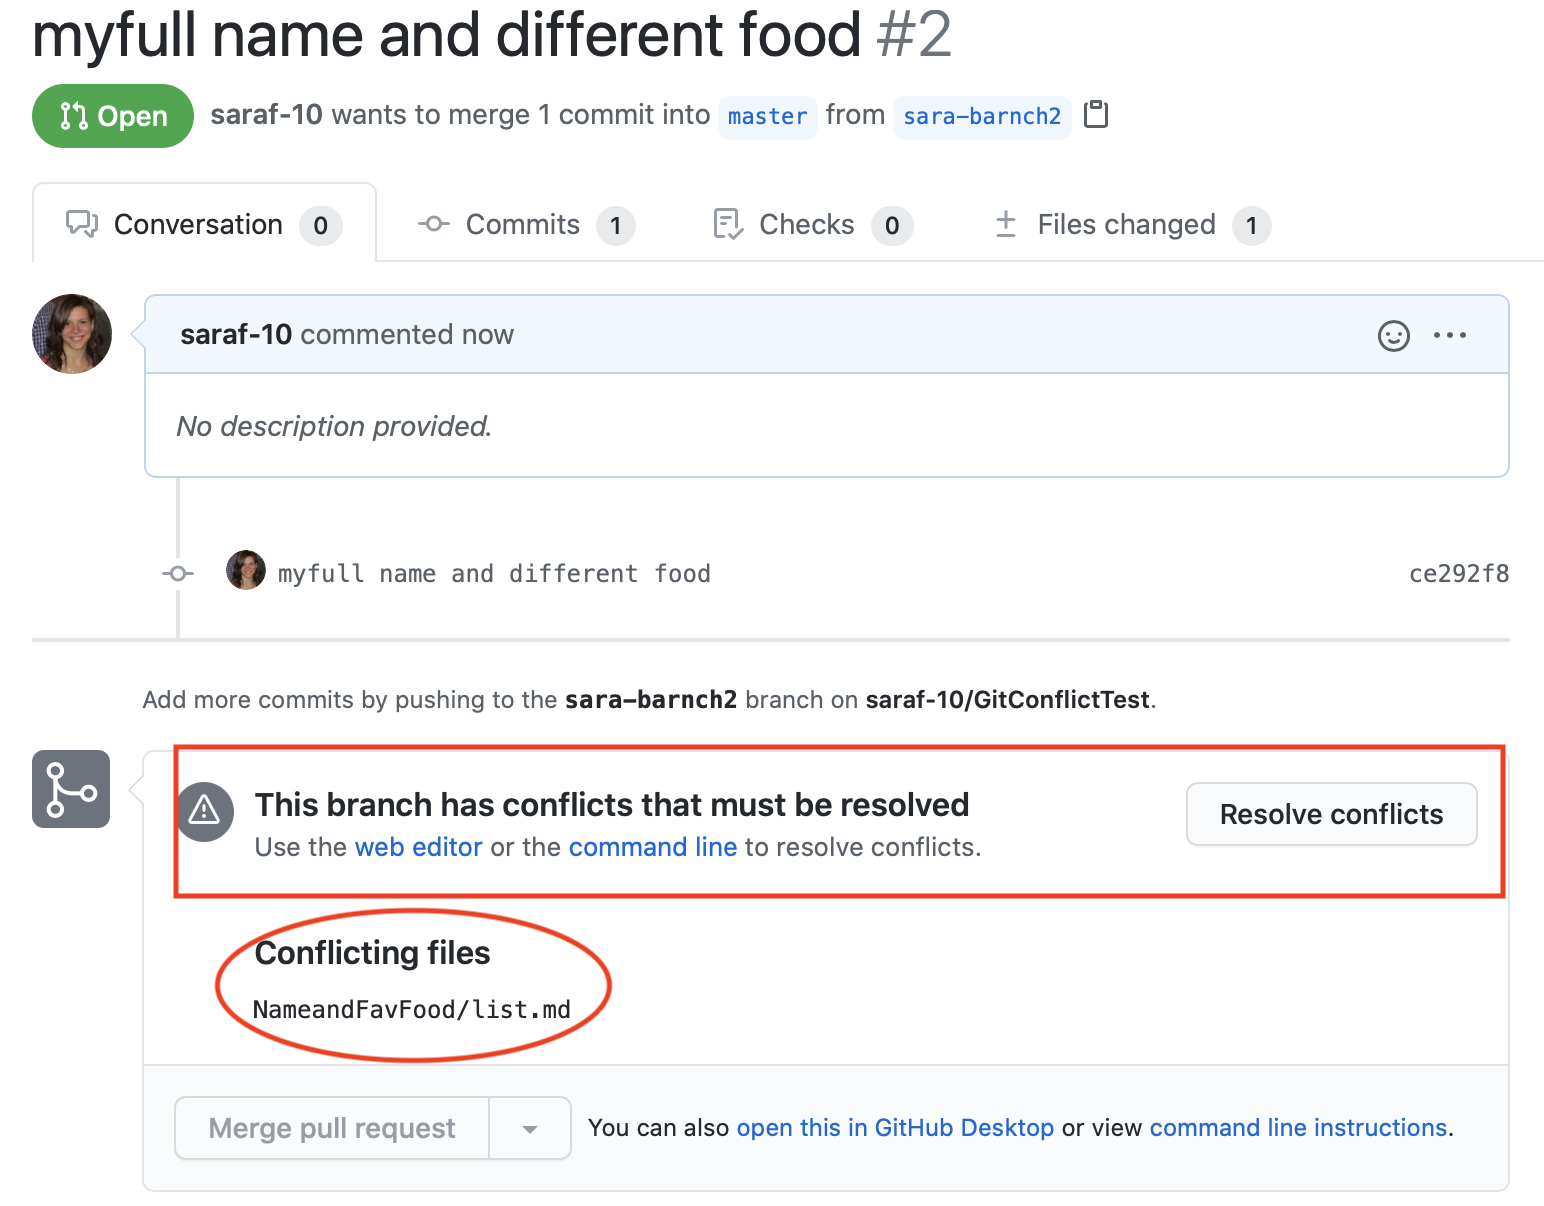 myfull name and different food #2
Open saraf-10 wants to merge 1 commit into master from sara-barnch2
Conversation 0 Commits 1 Checks 0 Files changed 1
saraf-10 commented now
No description provided.
myfull name and different food ce292f8
Add more commits by pushing to the sara-barnch2 branch on saraf-10/GitConflictTest.
This branch has conflicts that must be resolved
Use the web editor or the command line to resolve conflicts.
Resolve conflicts
Conflicting files
NameandFavFood/list.md
Merge pull request You can also open this in GitHub Desktop or view command line instructions.